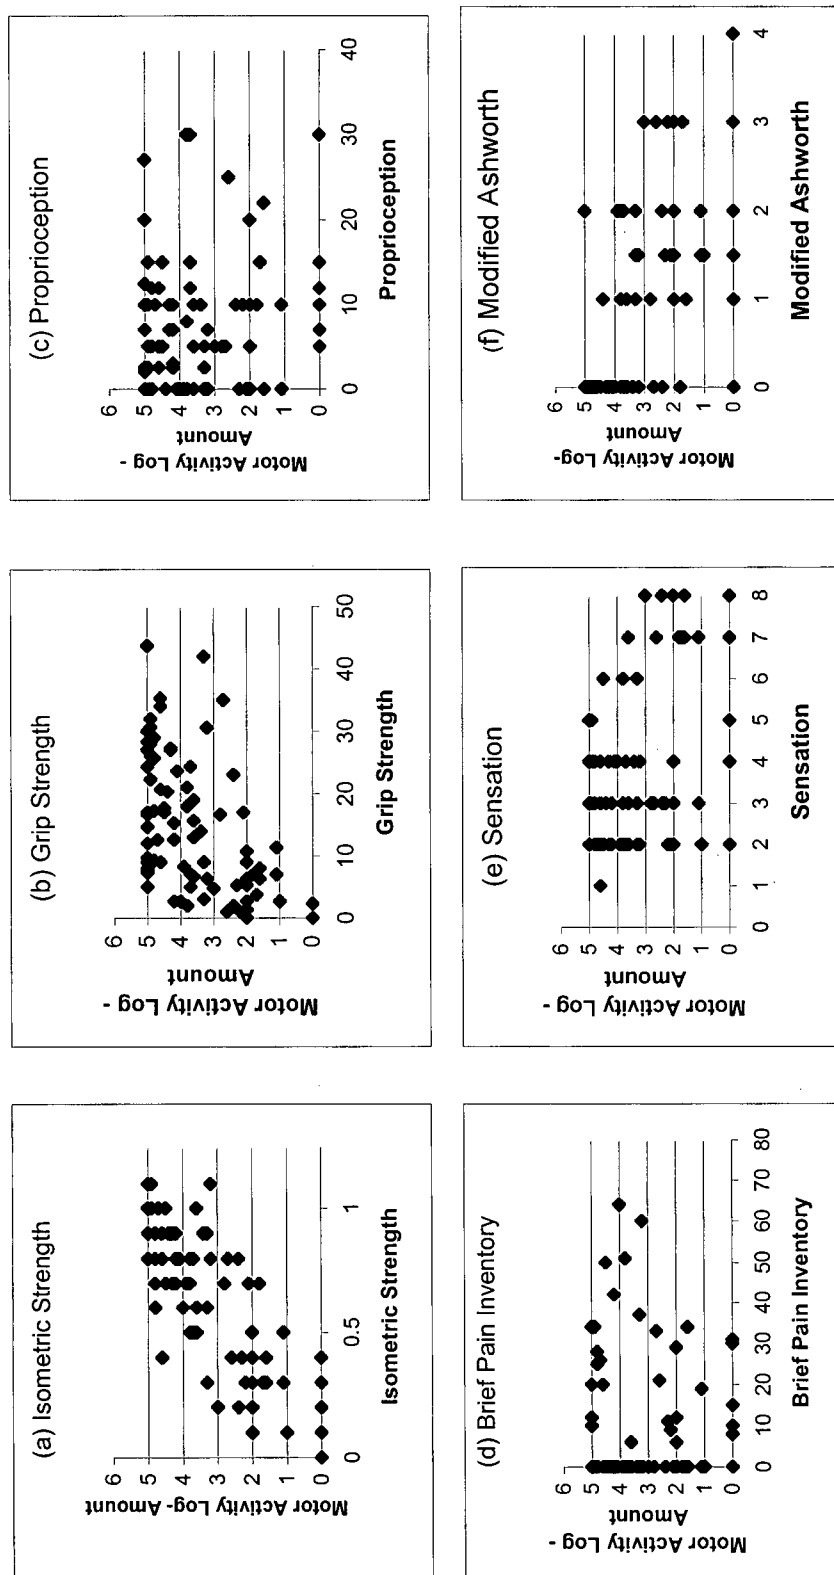 (a) Isometric Strength
Motor Activity Log- Amount
6
5
4
3
2
1
0
0 0.5 1
Isometric Strength
(b) Grip Strength
Motor Activity Log -
Amount
6
5
4
3
2
1
0
0 10 20 30 40 50
Grip Strength
(c) Proprioception
Motor Activity Log -
Amount
6
5
4
3
2
1
0
0 10 20 30 40
Proprioception
(d) Brief Pain Inventory
Motor Activity Log -
Amount
6
5
4
3
2
1
0
0 10 20 30 40 50 60 70 80
Brief Pain Inventory
(e) Sensation
Motor Activity Log -
Amount
6
5
4
3
2
1
0
0 1 2 3 4 5 6 7 8
Sensation
(f) Modified Ashworth
Motor Activity Log-
Amount
6
5
4
3
2
1
0
0 1 2 3 4
Modified Ashworth